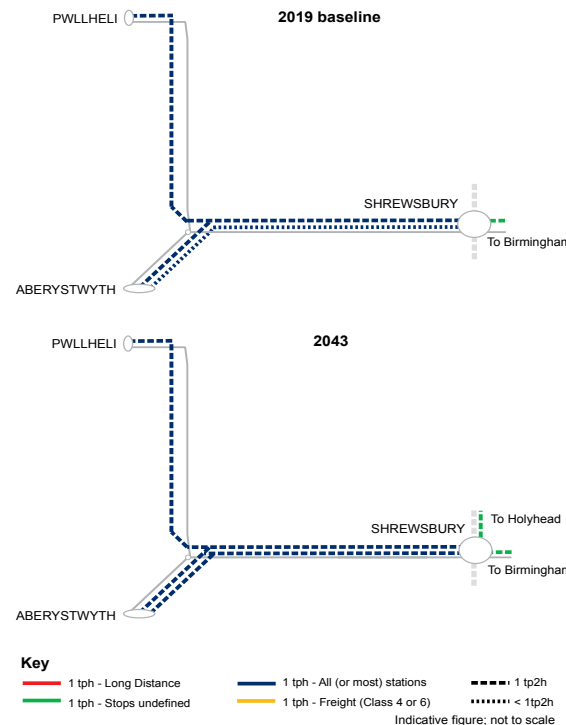 2019 baseline
PWLLHELI
SHREWSBURY
To Birmingham
ABERYSTWYTH
2043
PWLLHELI
To Holyhead
SHREWSBURY
To Birmingham
ABERYSTWYTH
Key
1 tph - Long Distance
1 tph - All (or most) stations
1 tp2h
1 tph - Stops undefined
1 tph - Freight (Class 4 or 6)
< 1tp2h
Indicative figure; not to scale